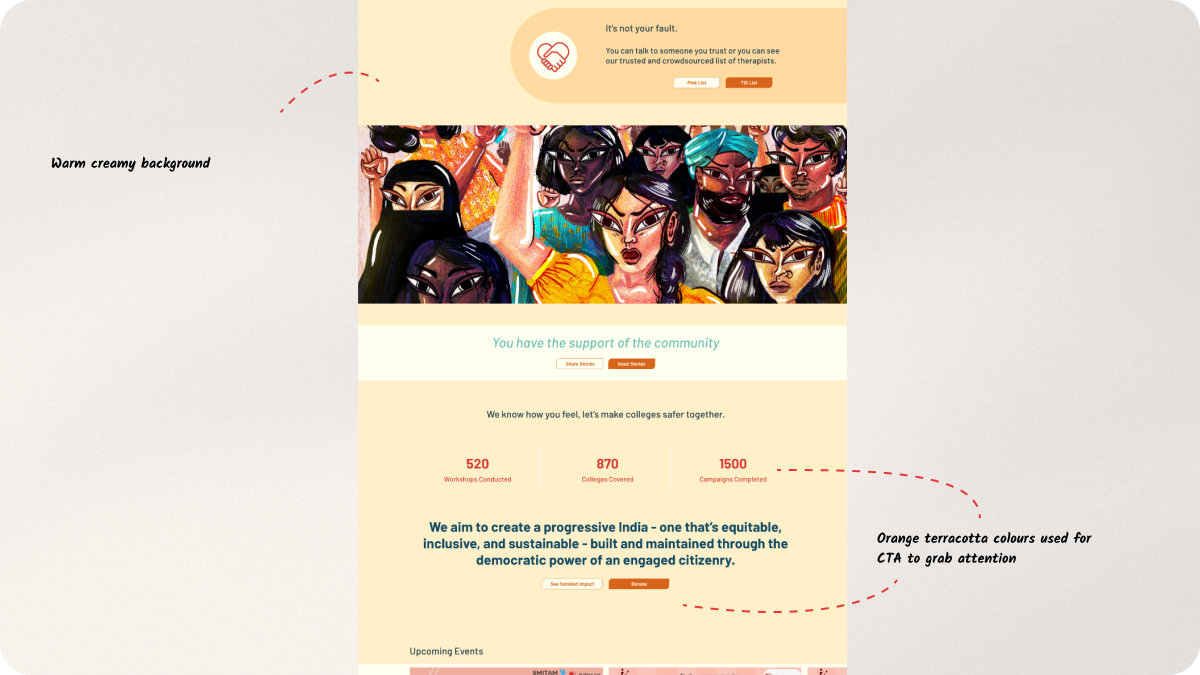 It's not your fault.
You can talk to someone you trust or you can see
our trusted and crowdsourced list of therapists.
Pink List
TIS List
Warm creamy background
You have the support of the community
Share Stories
Read Stories
We know how you feel, let's make colleges safer together.
520
Workshops Conducted
870
Colleges Covered
1500
Campaigns Completed
We aim to create a progressive India - one that's equitable,
inclusive, and sustainable - built and maintained through the
democratic power of an engaged citizenry.
See Detailed Impact
Donate
Orange terracotta colours used for
CTA to grab attention
Upcoming Events
SMITAM